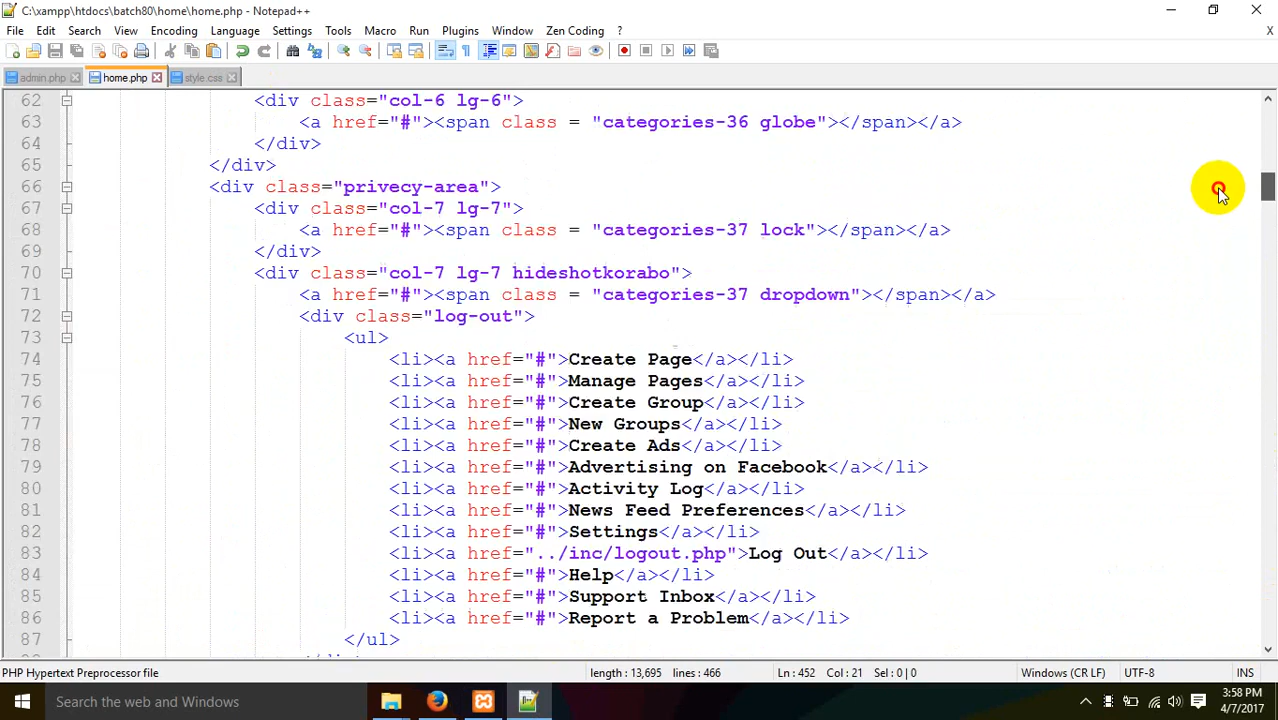 C:\xampp\htdocs\batch80\home\home.php - Notepad++
File Edit Search View Encoding Language Settings Tools Macro Run Plugins Window Zen Coding ? X
admin.php home.php style.css
62 <div class="col-6 lg-6">
63 <a href="#"><span class = "categories-36 globe"></span></a>
64 </div>
65 </div>
66 <div class="privecy-area">
67 <div class="col-7 lg-7">
68 <a href="#"><span class = "categories-37 lock"></span></a>
69 </div>
70 <div class="col-7 lg-7 hideshotkorabo">
71 <a href="#"><span class = "categories-37 dropdown"></span></a>
72 <div class="log-out">
73 <ul>
74 <li><a href="#">Create Page</a></li>
75 <li><a href="#">Manage Pages</a></li>
76 <li><a href="#">Create Group</a></li>
77 <li><a href="#">New Groups</a></li>
78 <li><a href="#">Create Ads</a></li>
79 <li><a href="#">Advertising on Facebook</a></li>
80 <li><a href="#">Activity Log</a></li>
81 <li><a href="#">News Feed Preferences</a></li>
82 <li><a href="#">Settings</a></li>
83 <li><a href="../inc/logout.php">Log Out</a></li>
84 <li><a href="#">Help</a></li>
85 <li><a href="#">Support Inbox</a></li>
86 <li><a href="#">Report a Problem</a></li>
87 </ul>
PHP Hypertext Preprocessor file length : 13,695 lines : 466 Ln : 452 Col : 21 Sel : 0 | 0 Windows (CR LF) UTF-8 INS
Search the web and Windows
3:58 PM
4/7/2017